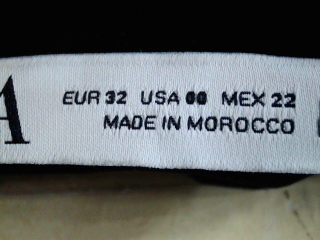 A EUR 32 USA 00 MEX 22
MADE IN MOROCCO